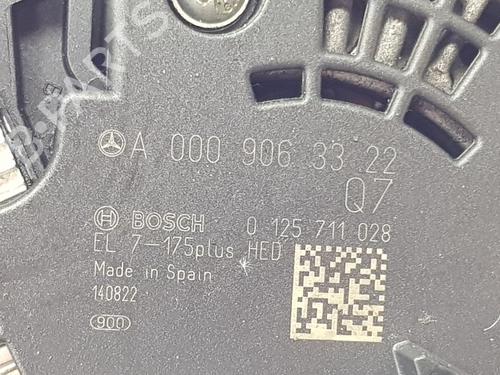 B-PARTS
A 000 906 33 22
Q7
BOSCH 0 125 711 028
EL 7-175plus HED
Made in Spain
140822
900